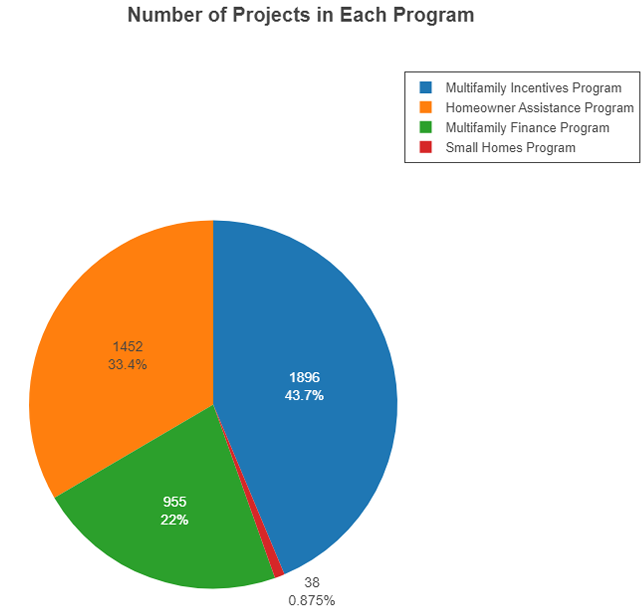 Number of Projects in Each Program
Multifamily Incentives Program
Homeowner Assistance Program
Multifamily Finance Program
Small Homes Program
1452
33.4%
1896
43.7%
955
22%
38
0.875%